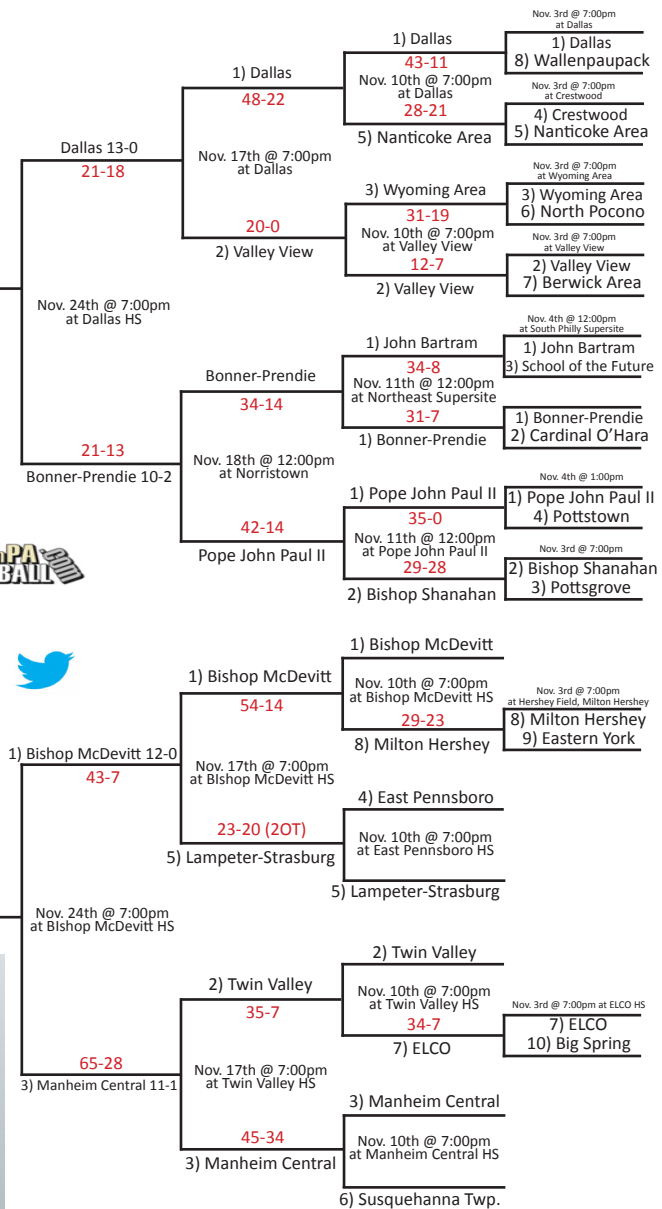 Nov. 3rd @ 7:00pm
at Dallas
1) Dallas
8) Wallenpaupack
1) Dallas
43-11
Nov. 10th @ 7:00pm
at Dallas
28-21
5) Nanticoke Area
Nov. 3rd @ 7:00pm
at Crestwood
4) Crestwood
5) Nanticoke Area
1) Dallas
48-22
Nov. 17th @ 7:00pm
at Dallas
20-0
2) Valley View
Nov. 3rd @ 7:00pm
at Wyoming Area
3) Wyoming Area
6) North Pocono
3) Wyoming Area
31-19
Nov. 10th @ 7:00pm
at Valley View
12-7
2) Valley View
Nov. 3rd @ 7:00pm
at Valley View
2) Valley View
7) Berwick Area
Dallas 13-0
21-18
Nov. 24th @ 7:00pm
at Dallas HS
21-13
Bonner-Prendie 10-2
Nov. 4th @ 12:00pm
at South Philly Supersite
1) John Bartram
3) School of the Future
1) John Bartram
34-8
Nov. 11th @ 12:00pm
at Northeast Supersite
31-7
1) Bonner-Prendie
1) Bonner-Prendie
2) Cardinal O'Hara
Bonner-Prendie
34-14
Nov. 18th @ 12:00pm
at Norristown
42-14
Pope John Paul II
Nov. 4th @ 1:00pm
1) Pope John Paul II
4) Pottstown
1) Pope John Paul II
35-0
Nov. 11th @ 12:00pm
at Pope John Paul II
29-28
2) Bishop Shanahan
Nov. 3rd @ 7:00pm
2) Bishop Shanahan
3) Pottsgrove
PA
BALL
.com
1) Bishop McDevitt
Nov. 10th @ 7:00pm
at Bishop McDevitt HS
29-23
8) Milton Hershey
Nov. 3rd @ 7:00pm
at Hershey Field, Milton Hershey
8) Milton Hershey
9) Eastern York
1) Bishop McDevitt
54-14
Nov. 17th @ 7:00pm
at BIshop McDevitt HS
23-20 (2OT)
5) Lampeter-Strasburg
4) East Pennsboro
Nov. 10th @ 7:00pm
at East Pennsboro HS
5) Lampeter-Strasburg
1) Bishop McDevitt 12-0
43-7
Nov. 24th @ 7:00pm
at BIshop McDevitt HS
65-28
3) Manheim Central 11-1
2) Twin Valley
Nov. 10th @ 7:00pm
at Twin Valley HS
34-7
7) ELCO
Nov. 3rd @ 7:00pm at ELCO HS
7) ELCO
10) Big Spring
2) Twin Valley
35-7
Nov. 17th @ 7:00pm
at Twin Valley HS
45-34
3) Manheim Central
3) Manheim Central
Nov. 10th @ 7:00pm
at Manheim Central HS
6) Susquehanna Twp.